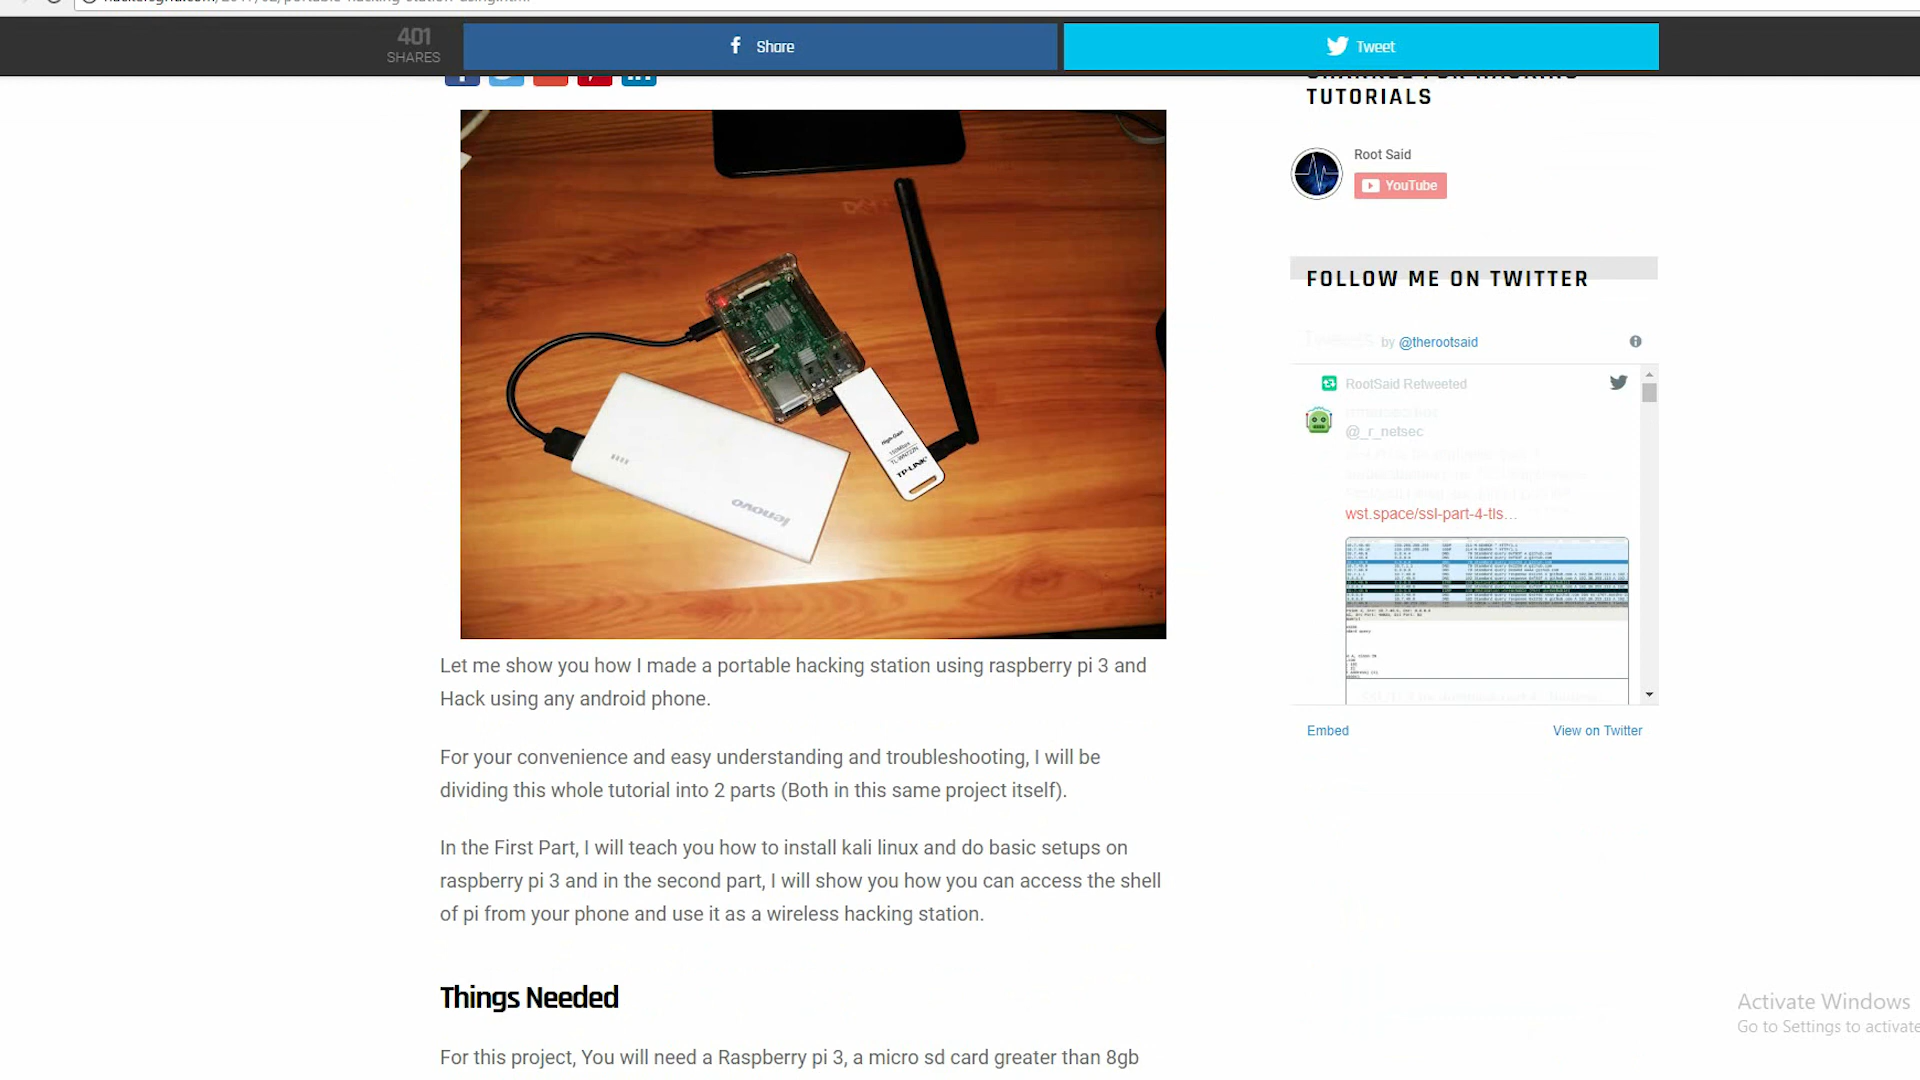 401
SHARES
Share
Tweet
TUTORIALS
Root Said
YouTube
FOLLOW ME ON TWITTER
by @therootsaid
RootSaid Retweeted
@_r_netsec
wst.space/ssl-part-4-tls...
Embed
View on Twitter
High-Gain
150Mbps
TP-LINK
lenovo
Let me show you how I made a portable hacking station using raspberry pi 3 and
Hack using any android phone.
For your convenience and easy understanding and troubleshooting, I will be
dividing this whole tutorial into 2 parts (Both in this same project itself).
In the First Part, I will teach you how to install kali linux and do basic setups on
raspberry pi 3 and in the second part, I will show you how you can access the shell
of pi from your phone and use it as a wireless hacking station.
Things Needed
For this project, You will need a Raspberry pi 3, a micro sd card greater than 8gb
Activate Windows
Go to Settings to activate